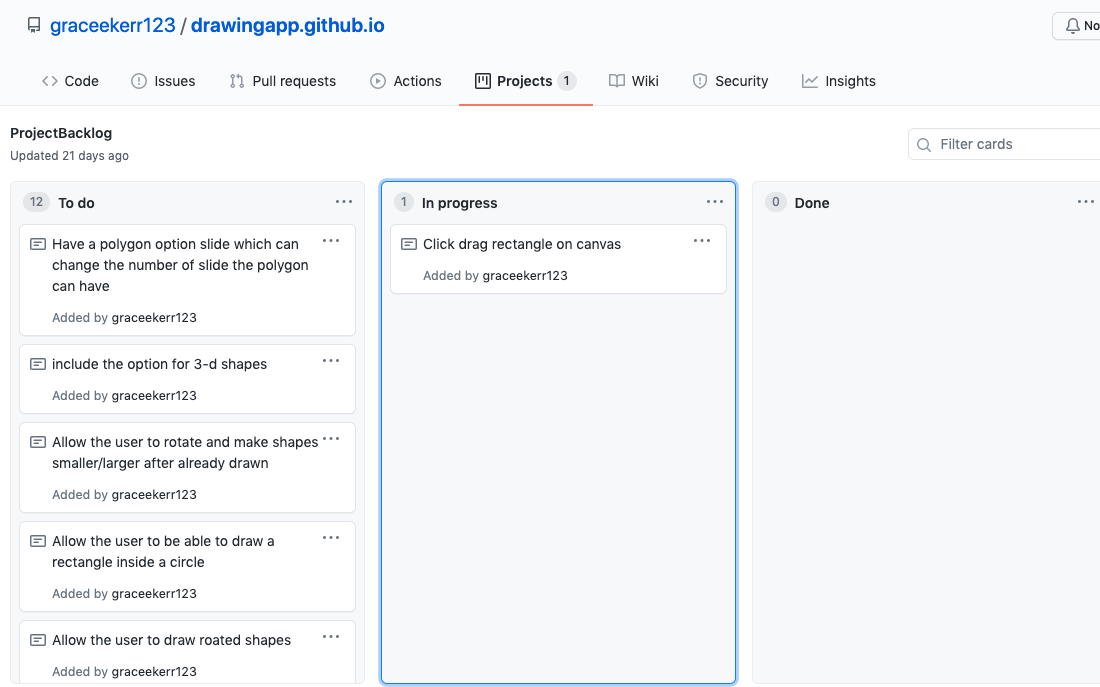 graceekerr123 / drawingapp.github.io
No
Code Issues Pull requests Actions Projects 1 Wiki Security Insights
ProjectBacklog
Updated 21 days ago
Filter cards
12 To do
Have a polygon option slide which can
change the number of slide the polygon
can have
Added by graceekerr123
include the option for 3-d shapes
Added by graceekerr123
Allow the user to rotate and make shapes
smaller/larger after already drawn
Added by graceekerr123
Allow the user to be able to draw a
rectangle inside a circle
Added by graceekerr123
Allow the user to draw roated shapes
Added by graceekerr123
1 In progress
Click drag rectangle on canvas
Added by graceekerr123
0 Done